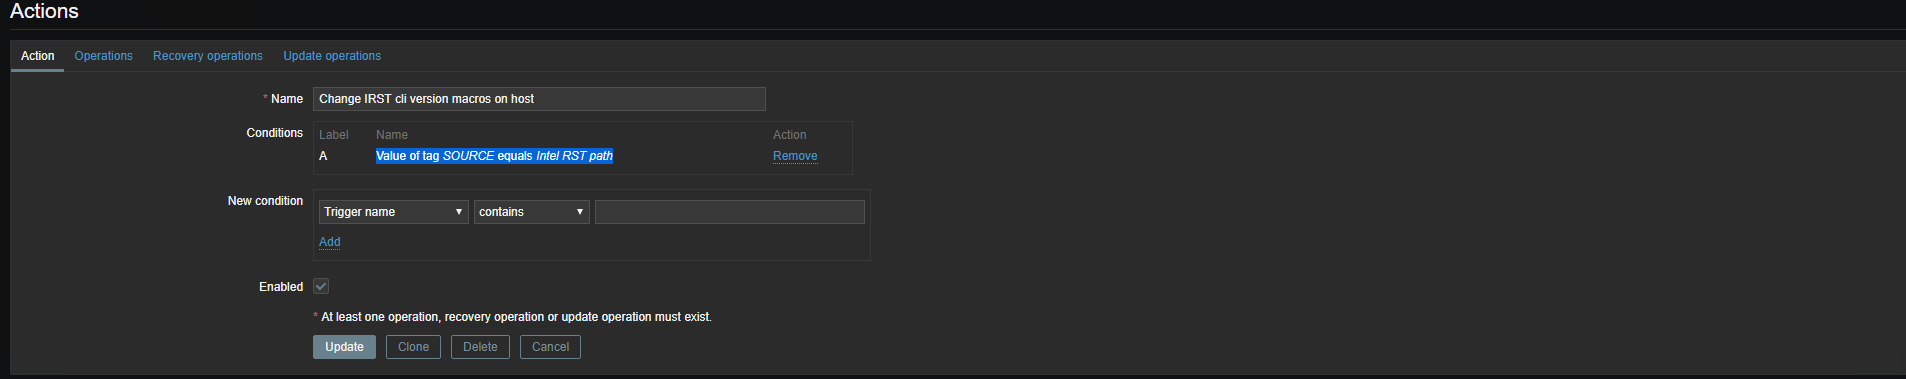 Actions
Action Operations Recovery operations Update operations
* Name Change IRST cli version macros on host
Conditions Label Name Action
A Value of tag SOURCE equals Intel RST path Remove
New condition Trigger name contains
Add
Enabled
* At least one operation, recovery operation or update operation must exist.
Update Clone Delete Cancel